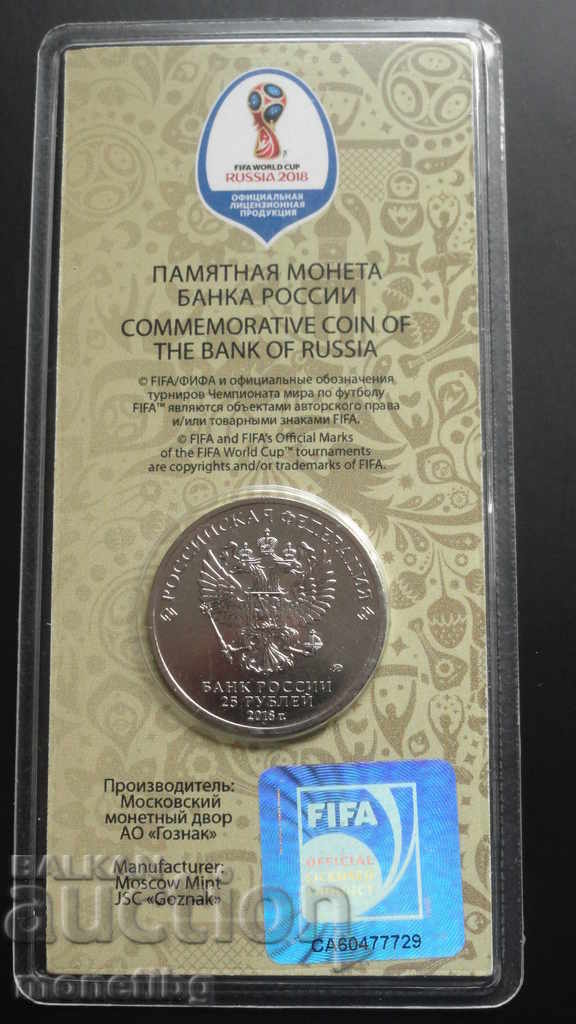 FIFA WORLD CUP
RUSSIA 2018
ОФИЦИАЛЬНАЯ
ЛИЦЕНЗИОННАЯ
ПРОДУКЦИЯ
ПАМЯТНАЯ МОНЕТА
БАНКА РОССИИ
COMMEMORATIVE COIN OF
THE BANK OF RUSSIA
© FIFA/ФИФА и официальные обозначения
турниров Чемпионата мира по футболу
FIFA™ являются объектами авторского права
и/или товарными знаками FIFA.
© FIFA and FIFA's Official Marks
of the FIFA World Cup™ tournaments
are copyrights and/or trademarks of FIFA.
РОССИЙСКАЯ ФЕДЕРАЦИЯ
БАНК РОССИИ
25 РУБЛЕЙ
2018 г.
Производитель:
Московский
монетный двор
АО «Гознак»
Manufacturer:
Moscow Mint
JSC «Goznak»
FIFA
OFFICIAL
LICENSED
PRODUCT
CA60477729
BALKAN
auction
monetlbg